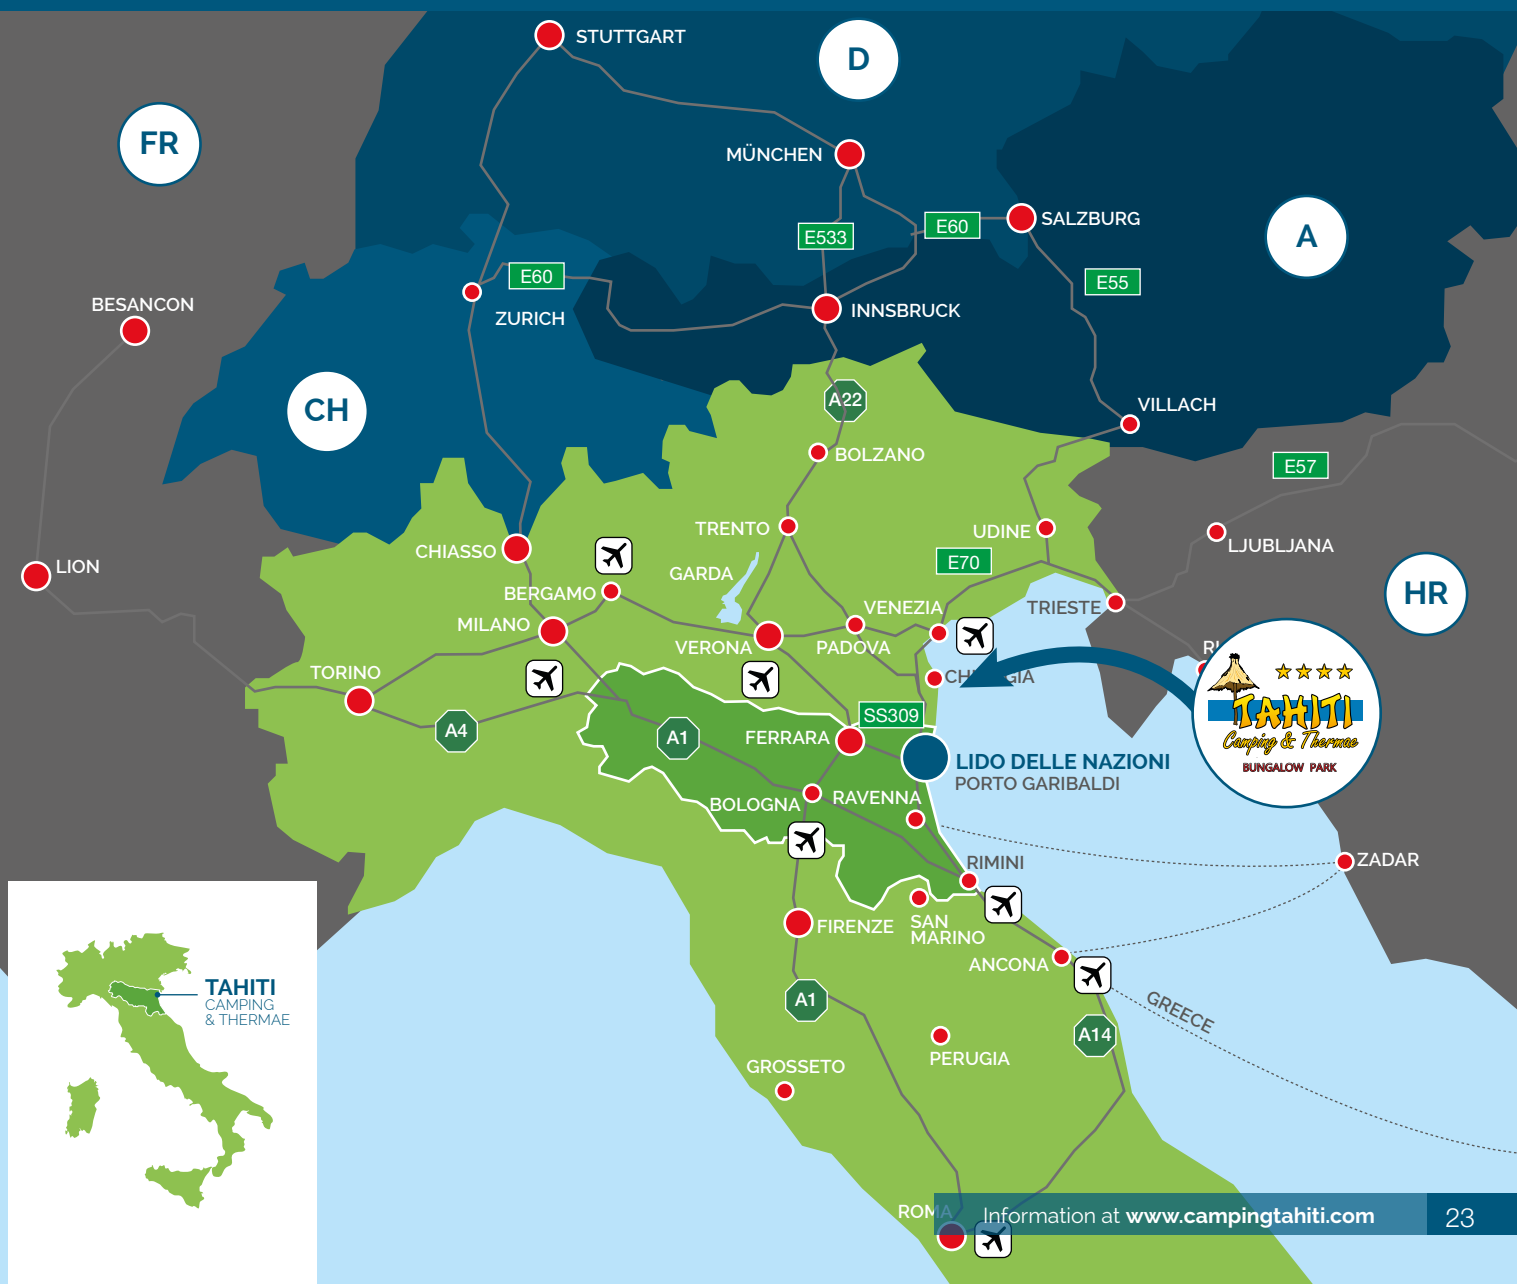 STUTTGART
D
FR
MÜNCHEN
E533
E60
SALZBURG
A
E60
E55
BESANCON
ZURICH
INNSBRUCK
CH
A22
VILLACH
BOLZANO
E57
TRENTO
UDINE
LJUBLJANA
CHIASSO
E70
LION
GARDA
BERGAMO
VENEZIA
TRIESTE
HR
MILANO
VERONA
PADOVA
TORINO
TAHITI
Camping & Thermae
BUNGALOW PARK
SS309
A4
A1
FERRARA
LIDO DELLE NAZIONI
PORTO GARIBALDI
BOLOGNA
RAVENNA
RIMINI
ZADAR
FIRENZE
SAN
MARINO
ANCONA
TAHITI
CAMPING
& THERMAE
A1
GREECE
A14
PERUGIA
GROSSETO
ROMA
Information at www.campingtahiti.com
23